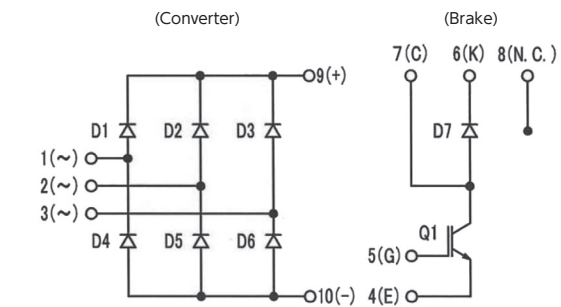 (Converter) (Brake)
7(C) 6(K) 8(N.C.)
9(+)
D1 D2 D3 D7
1(~)
2(~)
3(~)
D4 D5 D6 Q1
5(G)
10(-) 4(E)